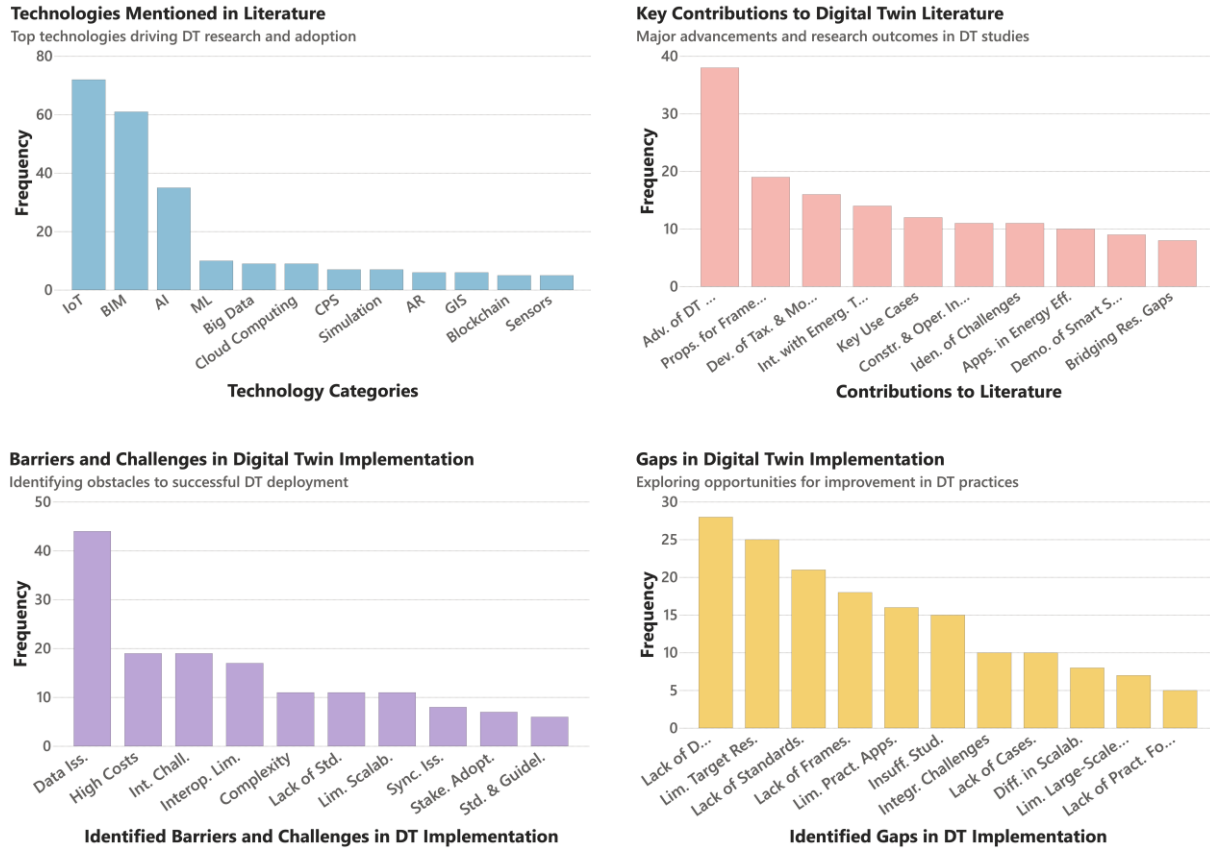 Technologies Mentioned in Literature
Top technologies driving DT research and adoption
80
60
40
20
0
Frequency
IoT
BIM
AI
ML
Big Data
Cloud Computing
CPS
Simulation
AR
GIS
Blockchain
Sensors
Technology Categories
Key Contributions to Digital Twin Literature
Major advancements and research outcomes in DT studies
40
30
20
10
0
Frequency
Adv. of DT ...
Props. for Frame...
Dev. of Tax. & Mo...
Int. with Emerg. T...
Key Use Cases
Constr. & Oper. In...
Iden. of Challenges
Apps. in Energy Eff.
Demo. of Smart S...
Bridging Res. Gaps
Contributions to Literature
Barriers and Challenges in Digital Twin Implementation
Identifying obstacles to successful DT deployment
50
40
30
20
10
0
Frequency
Data Iss.
High Costs
Int. Chall.
Interop. Lim.
Complexity
Lack of Std.
Lim. Scalab.
Sync. Iss.
Stake. Adopt.
Std. & Guidel.
Identified Barriers and Challenges in DT Implementation
Gaps in Digital Twin Implementation
Exploring opportunities for improvement in DT practices
30
25
20
15
10
5
0
Frequency
Lack of D...
Lim. Target Res.
Lack of Standards.
Lack of Frames.
Lim. Pract. Apps.
Insuff. Stud.
Integr. Challenges
Lack of Cases.
Diff. in Scalab.
Lim. Large-Scale...
Lack of Pract. Fo...
Identified Gaps in DT Implementation